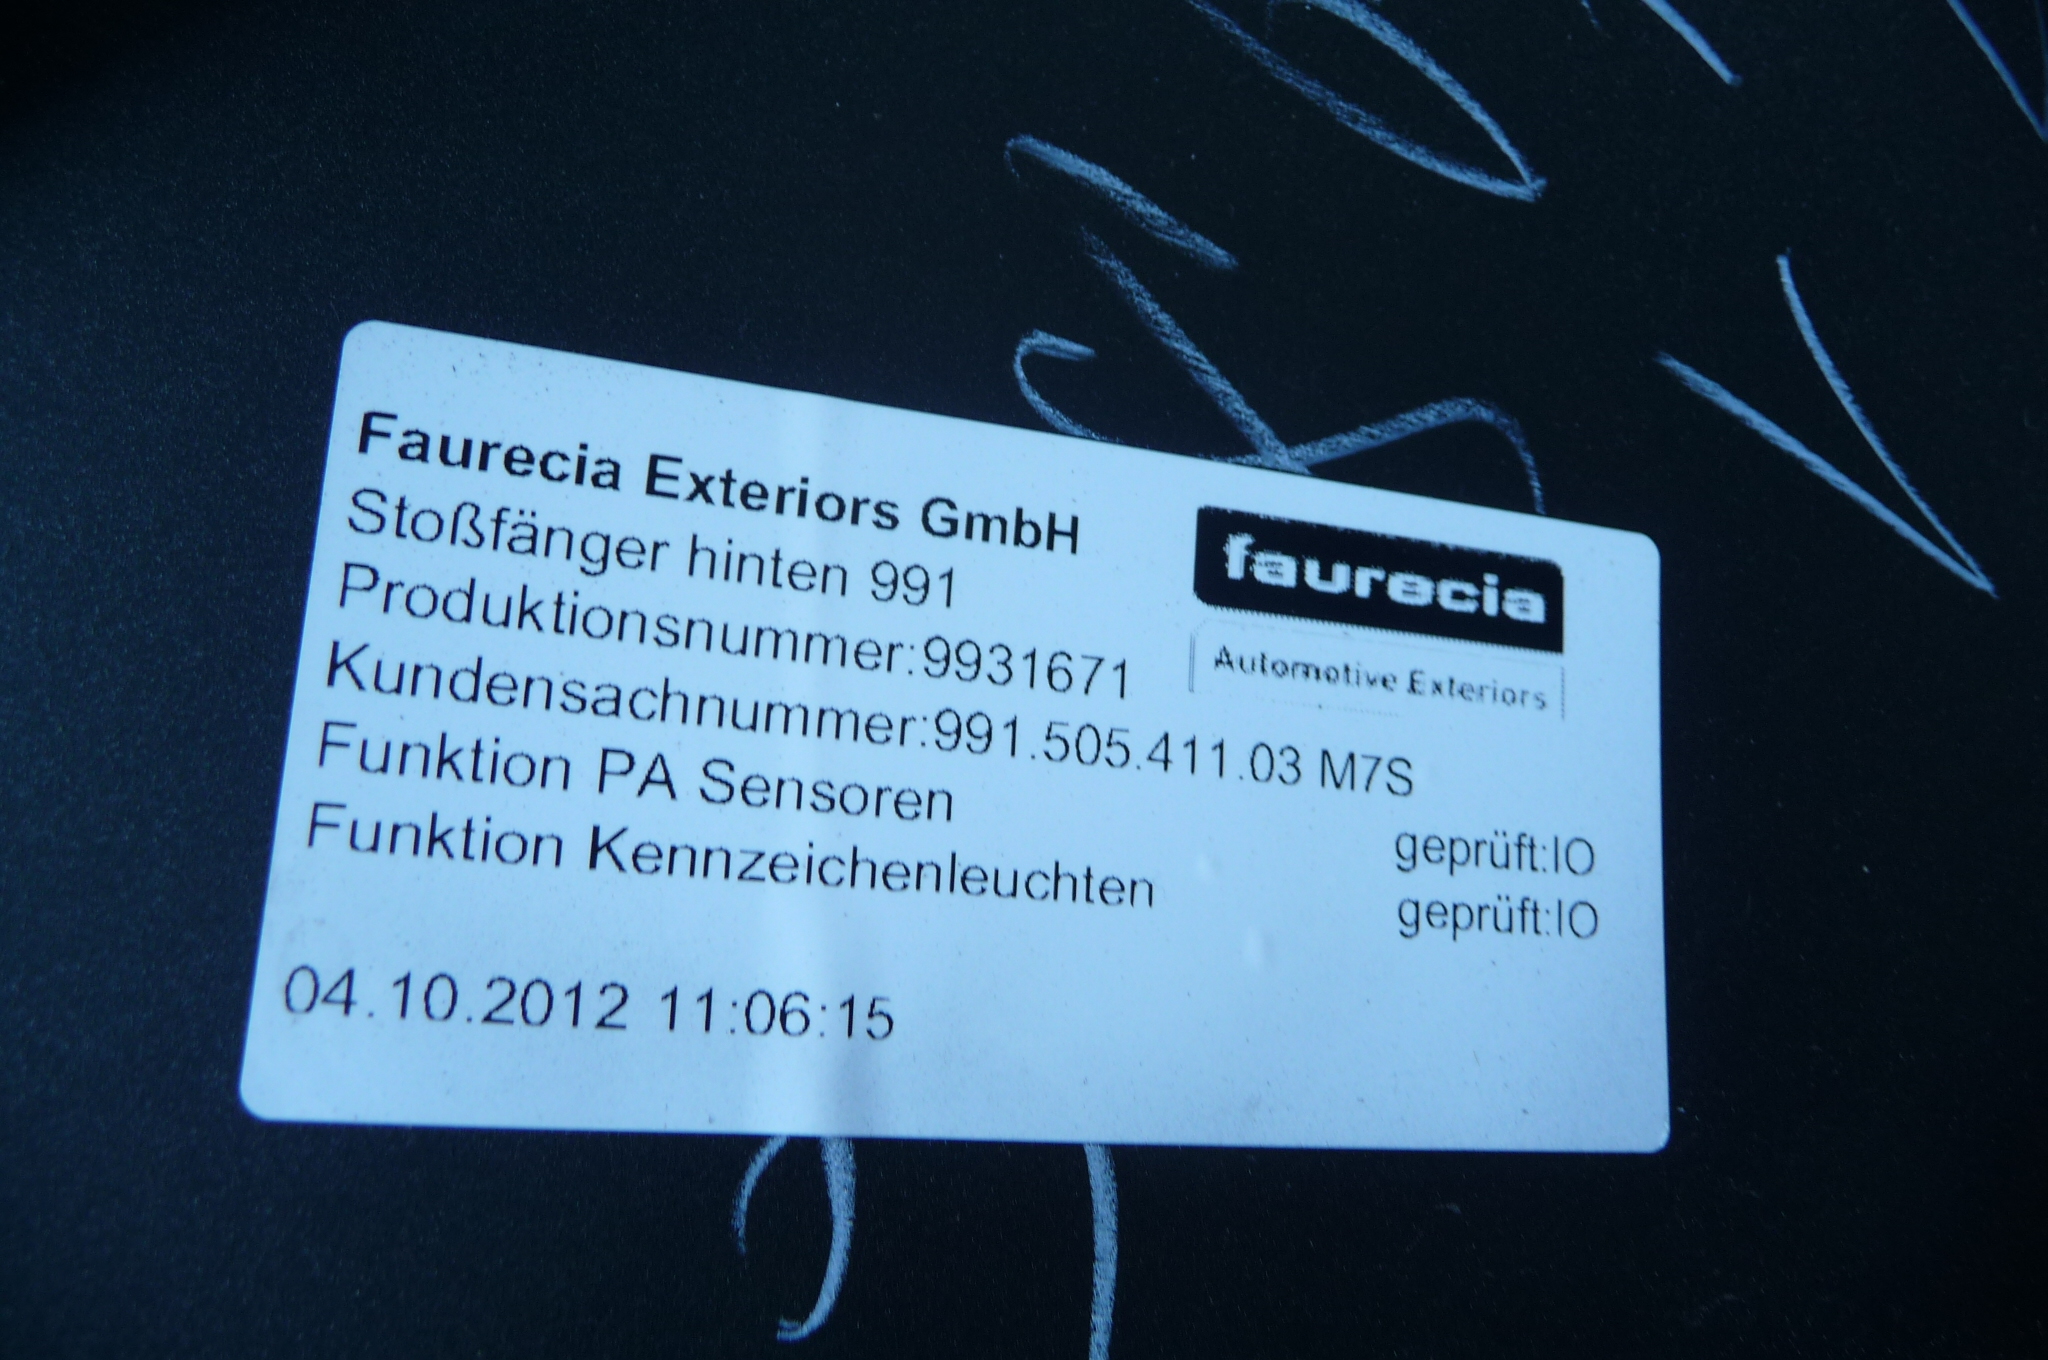 Faurecia Exteriors GmbH
Stoßfänger hinten 991
faurecia
Automotive Exteriors
Produktionsnummer:9931671
Kundensachnummer:991.505.411.03 M7S
Funktion PA Sensoren geprüft:IO
Funktion Kennzeichenleuchten geprüft:IO
04.10.2012 11:06:15